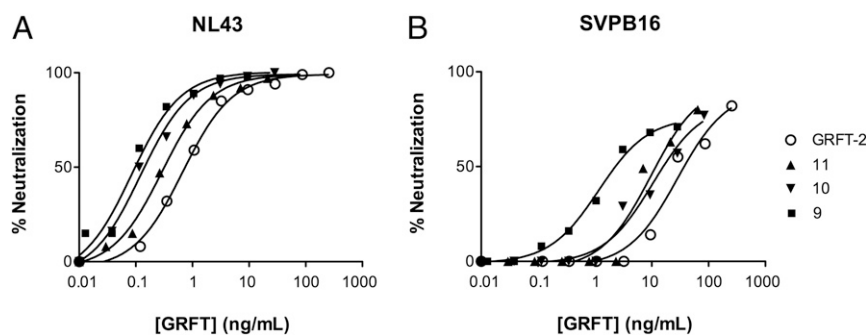 A
NL43
% Neutralization
100
50
0
0.01 0.1 1 10 100 1000
[GRFT] (ng/mL)
B
SVPB16
% Neutralization
100
50
0
0.01 0.1 1 10 100 1000
[GRFT] (ng/mL)
GRFT-2
11
10
9